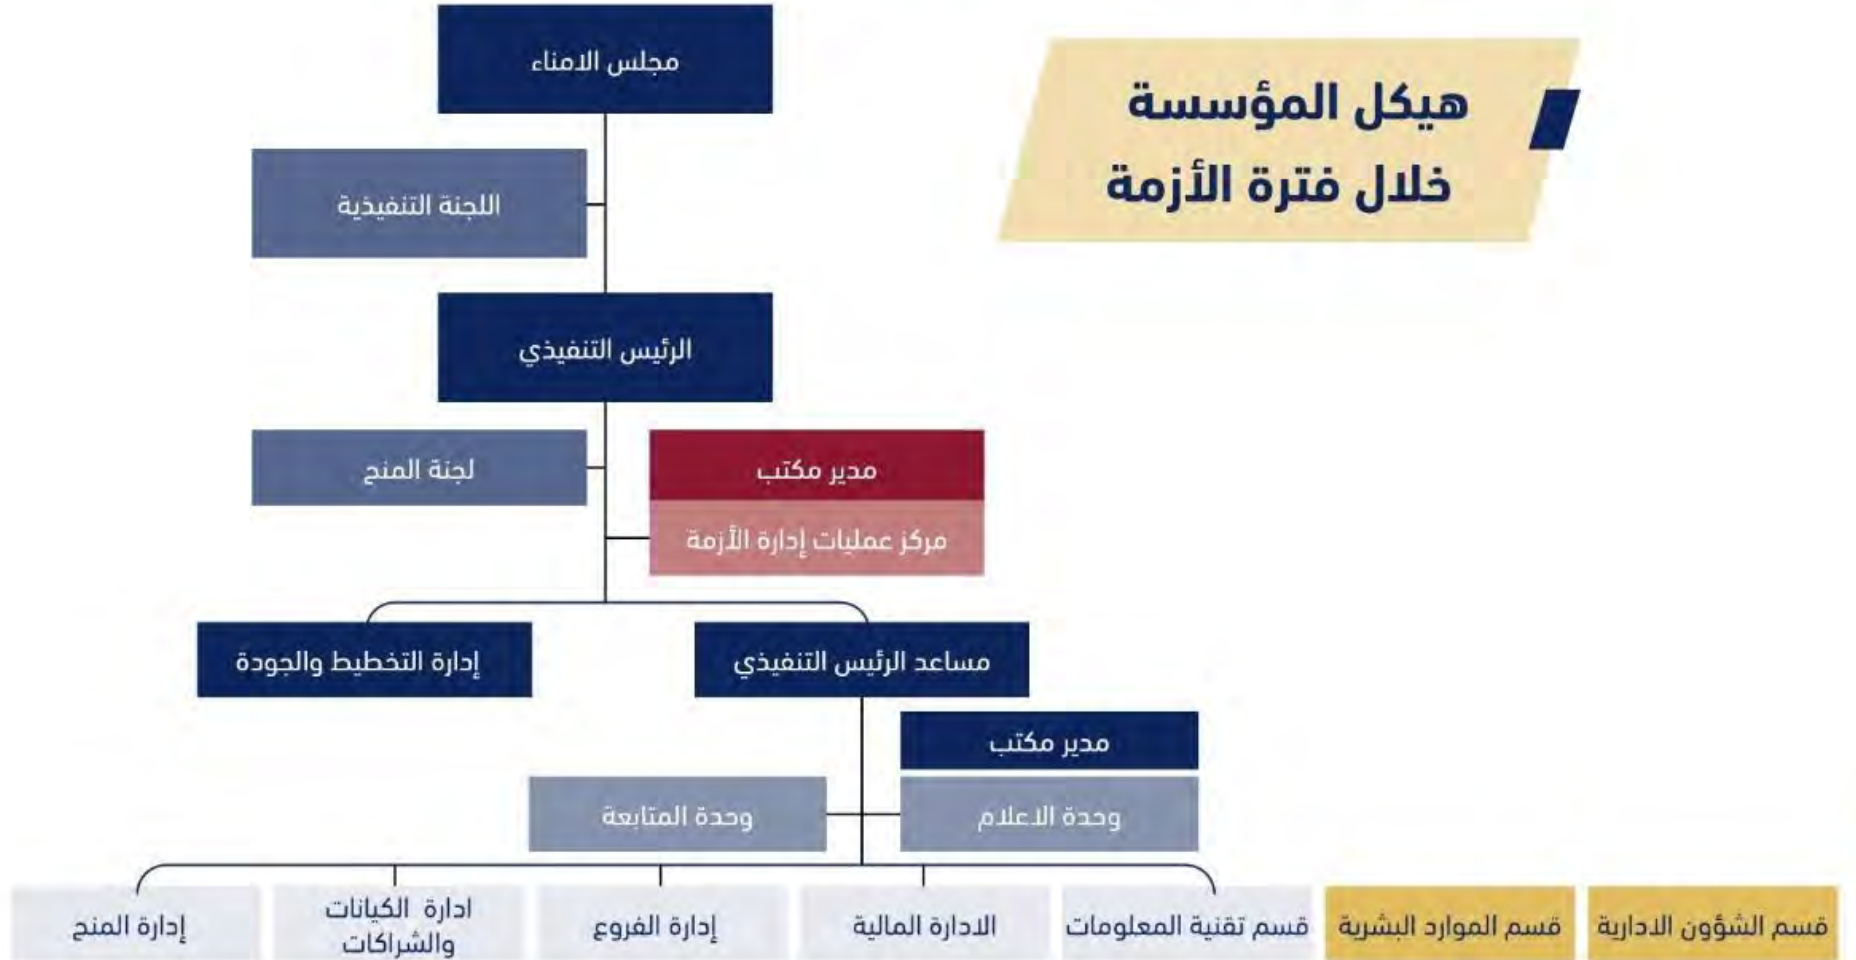 هيكل المؤسسة
خلال فترة الأزمة
مجلس الامناء
اللجنة التنفيذية
الرئيس التنفيذي
لجنة المنح
مدير مكتب
مركز عمليات إدارة الأزمة
مساعد الرئيس التنفيذي
إدارة التخطيط والجودة
مدير مكتب
وحدة الاعلام
وحدة المتابعة
قسم الشؤون الادارية
قسم الموارد البشرية
قسم تقنية المعلومات
الادارة المالية
إدارة الفروع
ادارة الكيانات
والشراكات
إدارة المنح